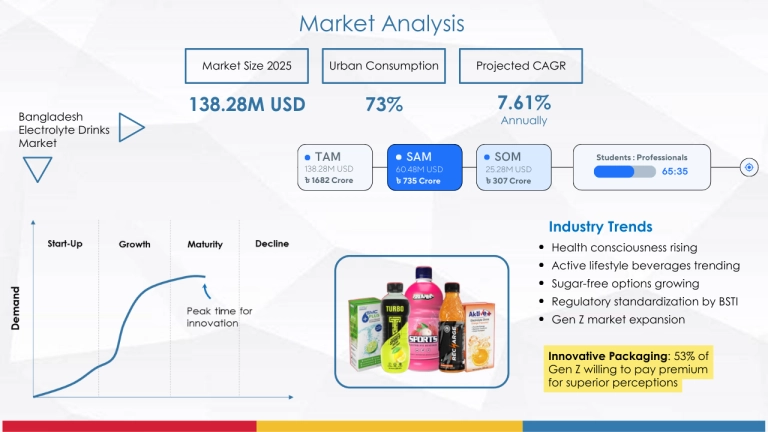 Market Analysis
Market Size 2025
Urban Consumption
Projected CAGR
138.28M USD
73%
7.61%
Annually
Bangladesh
Electrolyte Drinks
Market
TAM
138.28M USD
৳ 1682 Crore
SAM
60.48M USD
৳ 735 Crore
SOM
25.28M USD
৳ 307 Crore
Students : Professionals
65:35
Start-Up
Growth
Maturity
Decline
Demand
Peak time for
innovation
TURBO
SPORTS
RECHARGE
Industry Trends
Health consciousness rising
Active lifestyle beverages trending
Sugar-free options growing
Regulatory standardization by BSTI
Gen Z market expansion
Innovative Packaging: 53% of
Gen Z willing to pay premium
for superior perceptions